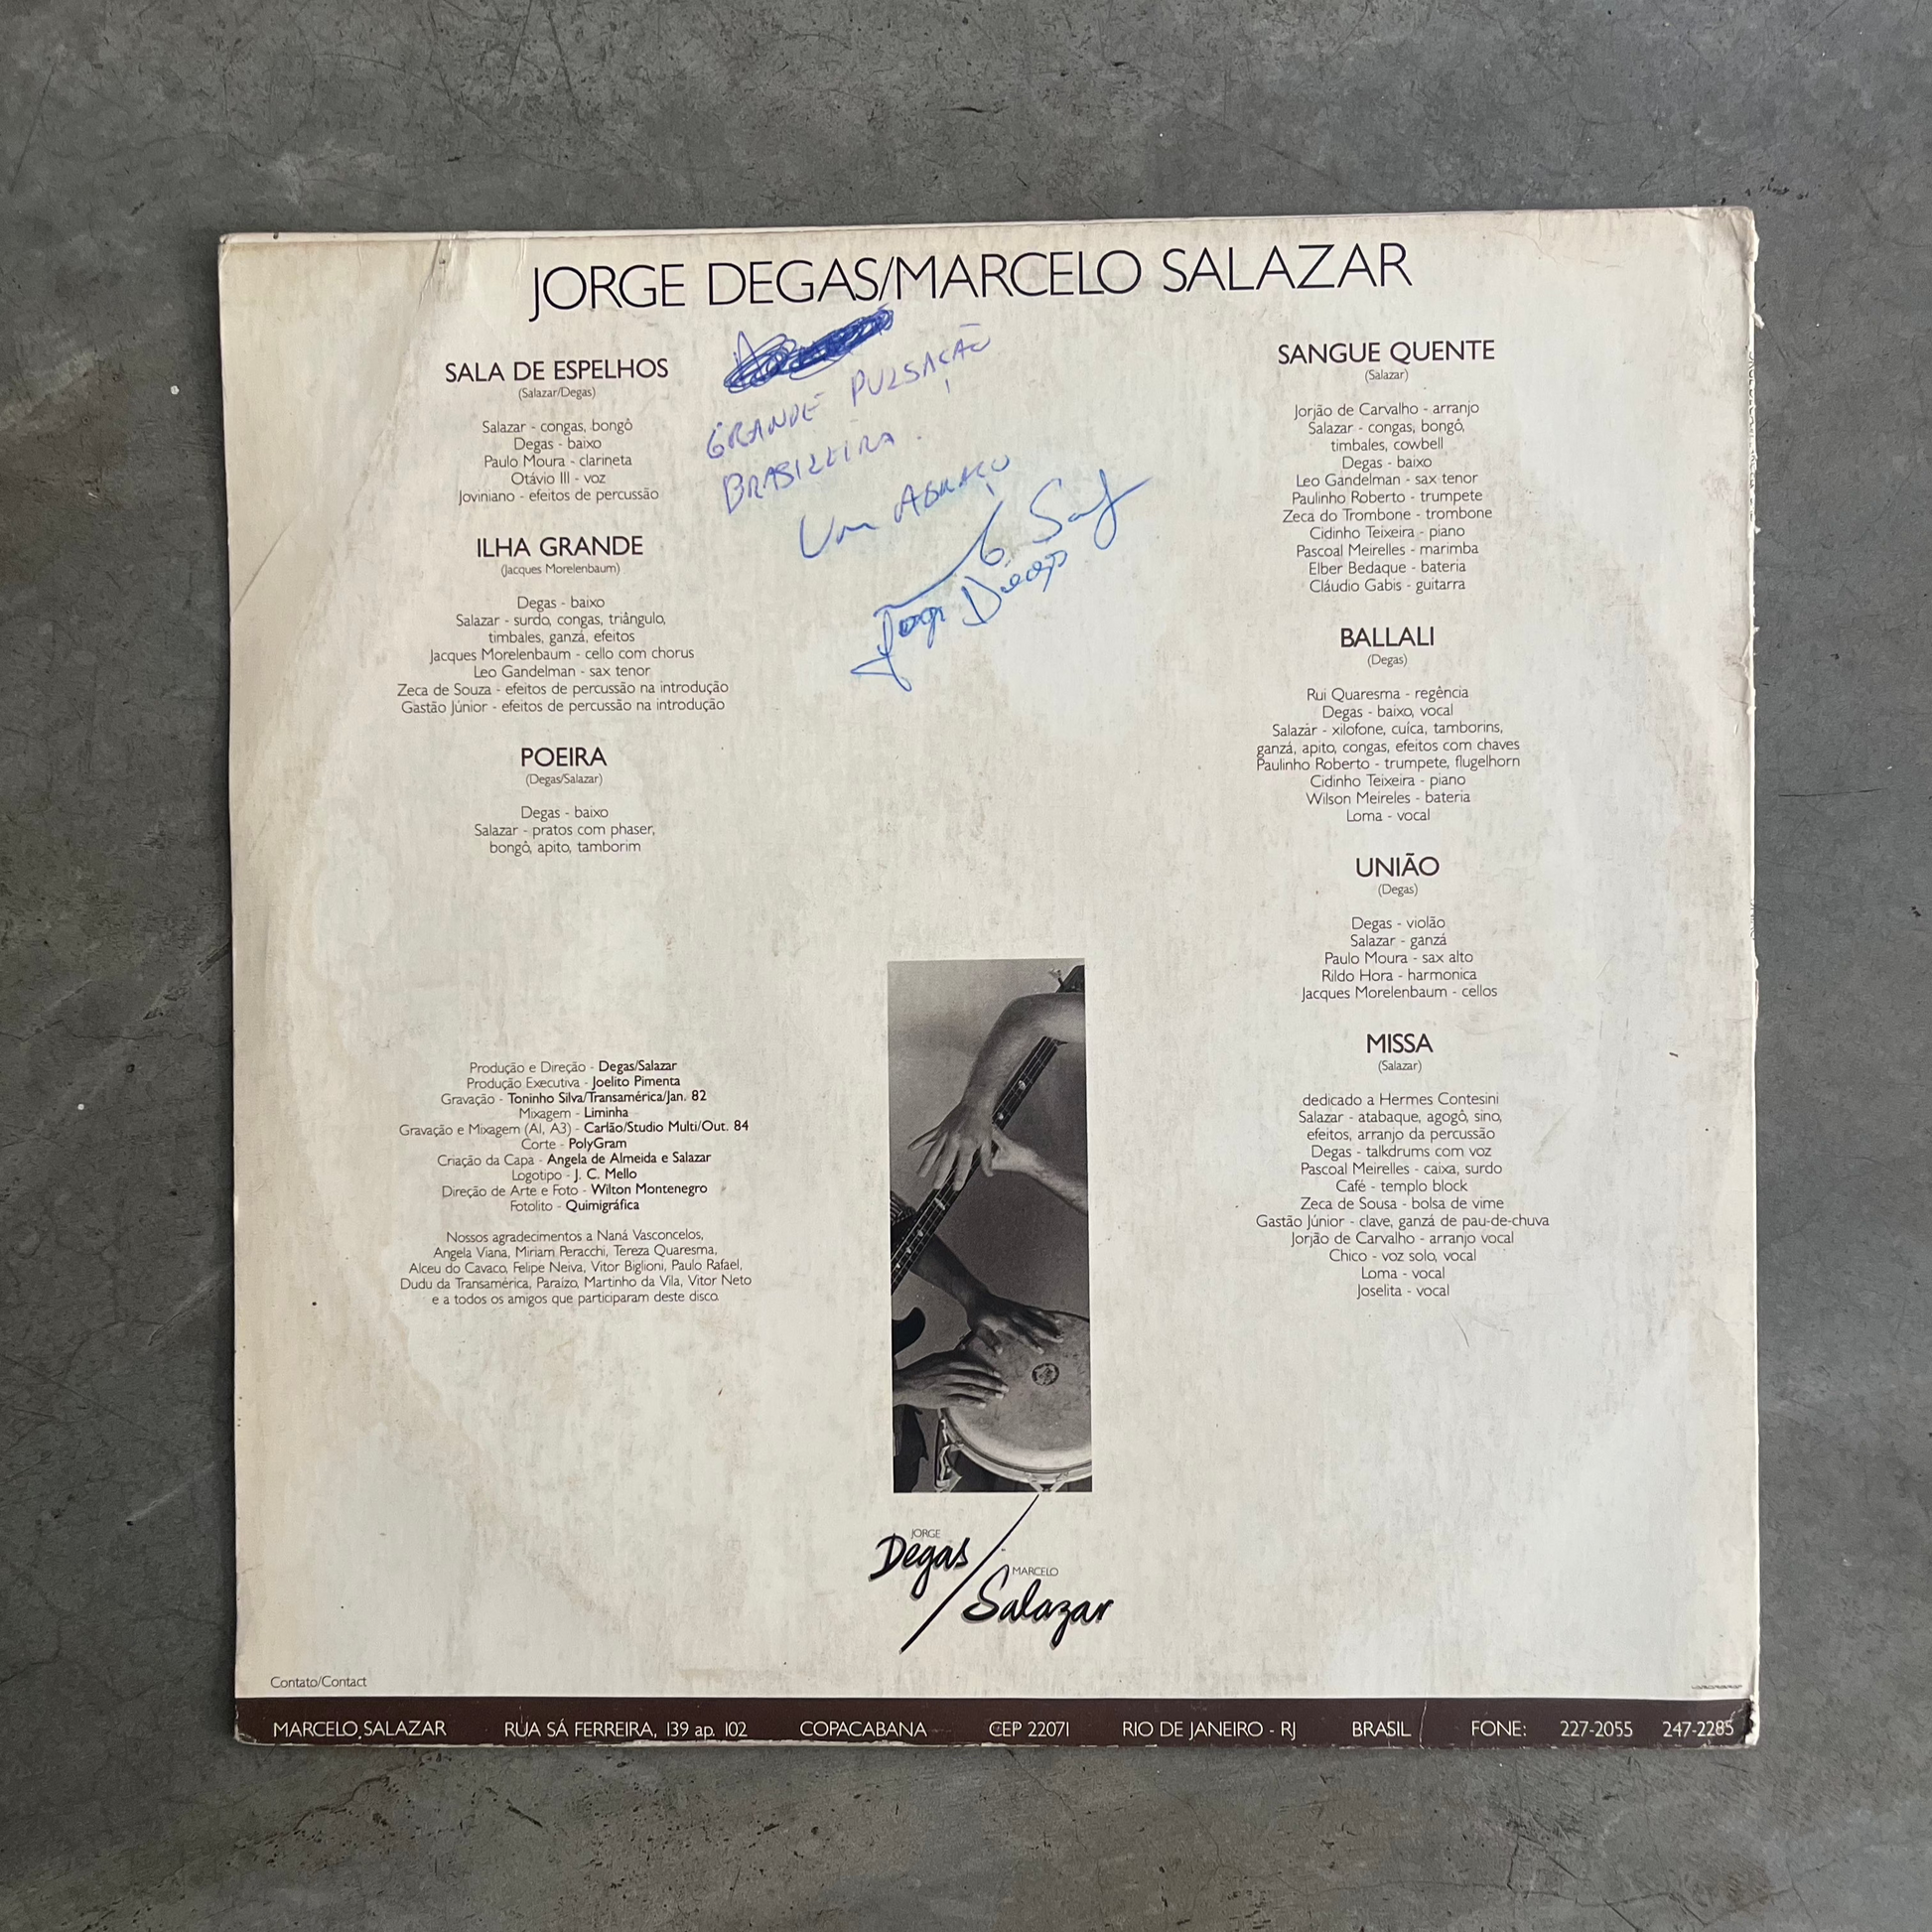 JORGE DEGAS/MARCELO SALAZAR
GRANDE PULSAÇÃO
BRASILEIRA!
Um ABRAÇO
Jorge Degas
SALA DE ESPELHOS
(Salazar/Degas)
Salazar - congas, bongô
Degas - baixo
Paulo Moura - clarineta
Otávio III - voz
Joviniano - efeitos de percussão
ILHA GRANDE
(Jacques Morelenbaum)
Degas - baixo
Salazar - surdo, congas, triângulo,
timbales, ganzá, efeitos
Jacques Morelenbaum - cello com chorus
Leo Gandelman - sax tenor
Zeca de Souza - efeitos de percussão na introdução
Gastão Júnior - efeitos de percussão na introdução
POEIRA
(Degas/Salazar)
Degas - baixo
Salazar - pratos com phaser,
bongô, apito, tamborim
Produção e Direção - Degas/Salazar
Produção Executiva - Joelito Pimenta
Gravação - Toninho Silva/Transamérica/Jan. 82
Mixagem - Liminha
Gravação e Mixagem (A1, A3) - Carlão/Studio Multi/Out. 84
Corte - PolyGram
Criação da Capa - Angela de Almeida e Salazar
Logotipo - J. C. Mello
Direção de Arte e Foto - Wilton Montenegro
Fotolito - Quimigráfica
Nossos agradecimentos a Naná Vasconcelos,
Angela Viana, Miriam Peracchi, Tereza Quaresma,
Alceu do Cavaco, Felipe Neiva, Vitor Biglioni, Paulo Rafael,
Dudu da Transamérica, Paraízo, Martinho da Vila, Vitor Neto
e a todos os amigos que participaram deste disco.
SANGUE QUENTE
(Salazar)
Jorjão de Carvalho - arranjo
Salazar - congas, bongô,
timbales, cowbell
Degas - baixo
Leo Gandelman - sax tenor
Paulinho Roberto - trumpete
Zeca do Trombone - trombone
Cidinho Teixeira - piano
Pascoal Meirelles - marimba
Elber Bedaque - bateria
Cláudio Gabis - guitarra
BALLALI
(Degas)
Rui Quaresma - regência
Degas - baixo, vocal
Salazar - xilofone, cuíca, tamborins,
ganzá, apito, congas, efeitos com chaves
Paulinho Roberto - trumpete, flugelhorn
Cidinho Teixeira - piano
Wilson Meireles - bateria
Loma - vocal
UNIÃO
(Degas)
Degas - violão
Salazar - ganzá
Paulo Moura - sax alto
Rildo Hora - harmonica
Jacques Morelenbaum - cellos
MISSA
(Salazar)
dedicado a Hermes Contesini
Salazar - atabaque, agogô, sino,
efeitos, arranjo da percussão
Degas - talkdrums com voz
Pascoal Meirelles - caixa, surdo
Café - templo block
Zeca de Sousa - bolsa de vime
Gastão Júnior - clave, ganzá de pau-de-chuva
Jorjão de Carvalho - arranjo vocal
Chico - voz solo, vocal
Loma - vocal
Joselita - vocal
JORGE
Degas/
MARCELO
Salazar
Contato/Contact
MARCELO SALAZAR RUA SÁ FERREIRA, 139 ap. 102 COPACABANA CEP 22071 RIO DE JANEIRO - RJ BRASIL FONE: 227-2055 247-2285